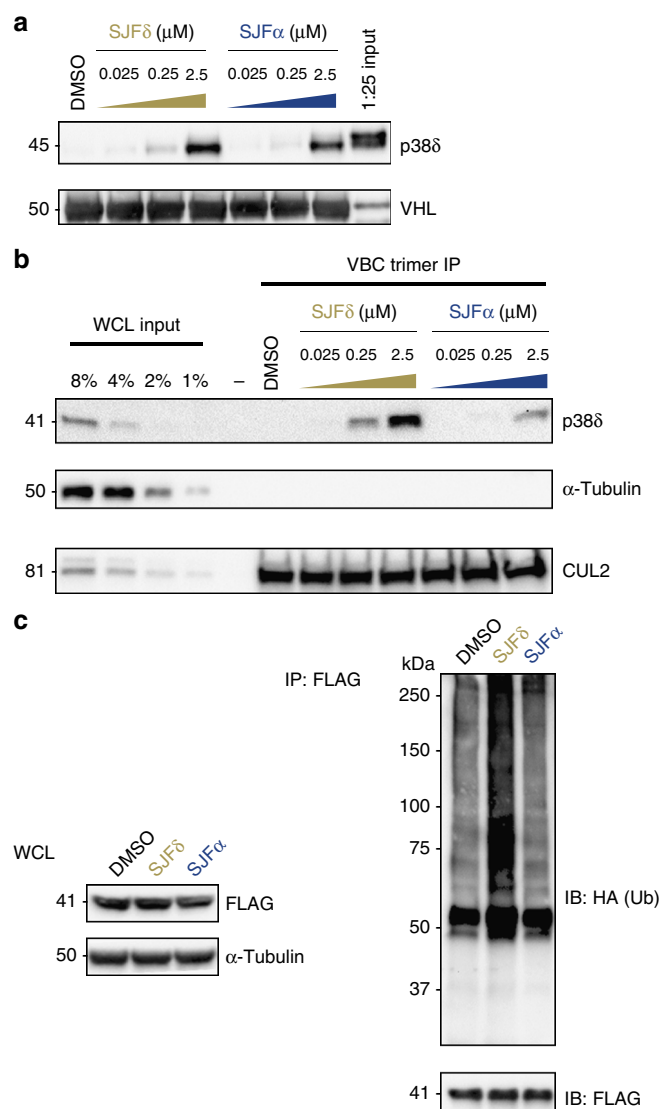 a
SJFδ (μM) SJFα (μM)
DMSO 0.025 0.25 2.5 0.025 0.25 2.5 1:25 input
45 p38δ
50 VHL
b
VBC trimer IP
WCL input
SJFδ (μM) SJFα (μM)
8% 4% 2% 1% – DMSO 0.025 0.25 2.5 0.025 0.25 2.5
41 p38δ
50 α-Tubulin
81 CUL2
c
IP: FLAG
kDa
DMSO SJFδ SJFα
250
150
100
75
50
37
IB: HA (Ub)
41 IB: FLAG
WCL
DMSO SJFδ SJFα
41 FLAG
50 α-Tubulin